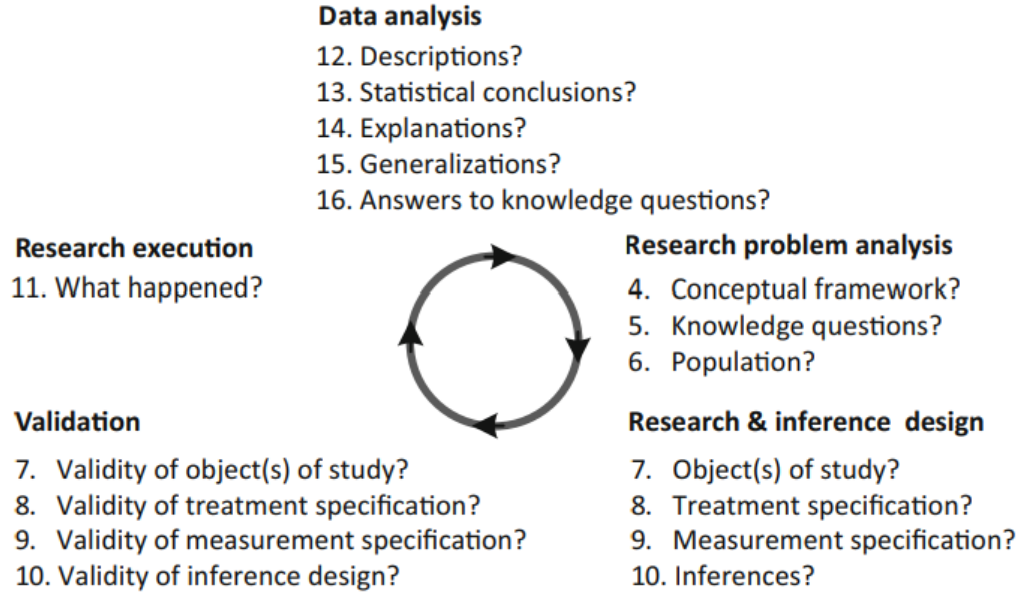 Data analysis
12. Descriptions?
13. Statistical conclusions?
14. Explanations?
15. Generalizations?
16. Answers to knowledge questions?
Research execution
11. What happened?
Research problem analysis
4. Conceptual framework?
5. Knowledge questions?
6. Population?
Validation
7. Validity of object(s) of study?
8. Validity of treatment specification?
9. Validity of measurement specification?
10. Validity of inference design?
Research & inference design
7. Object(s) of study?
8. Treatment specification?
9. Measurement specification?
10. Inferences?